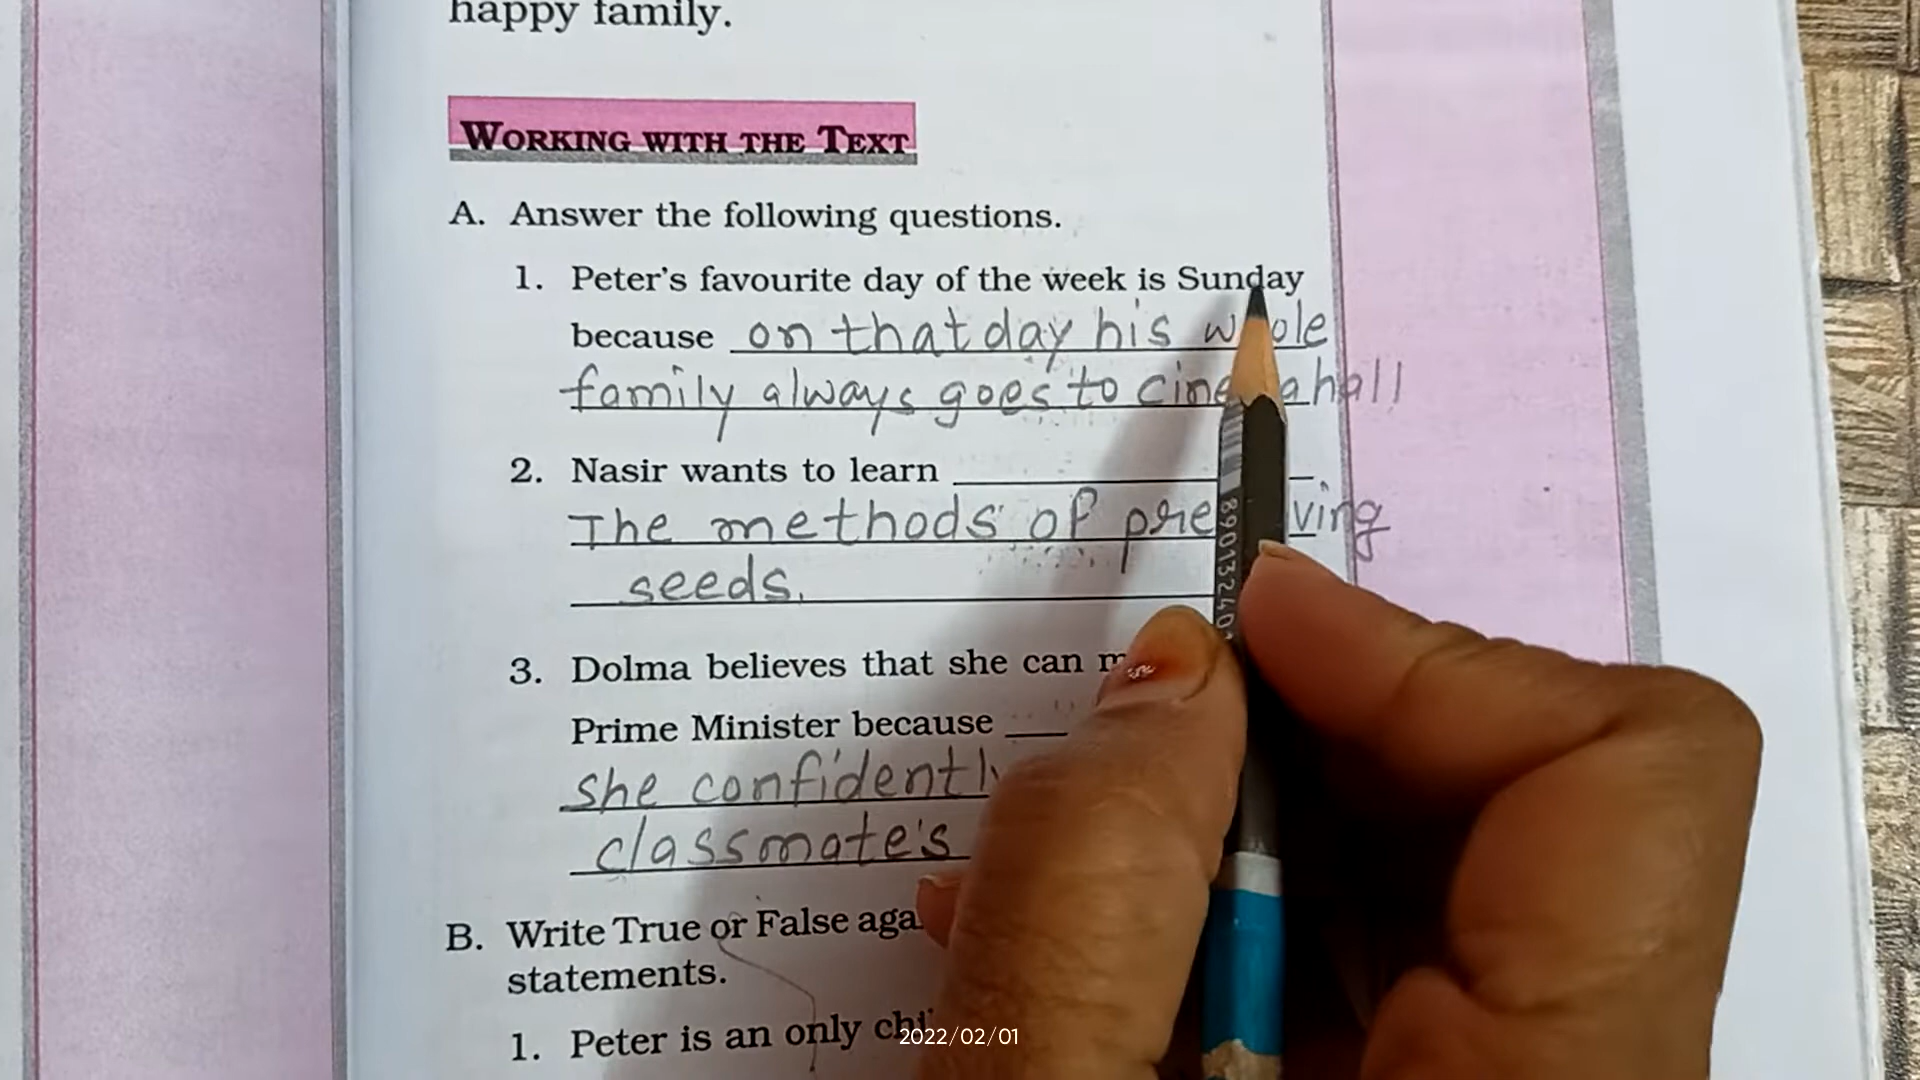 happy family.
WORKING WITH THE TEXT
A. Answer the following questions.
1. Peter's favourite day of the week is Sunday
because on that day his
family always goes to
2. Nasir wants to learn
The methods of
seeds.
3. Dolma believes that she can
Prime Minister because
she
classmate's
B. Write True or False
statements.
1. Peter is an only
2022/02/01
8901324